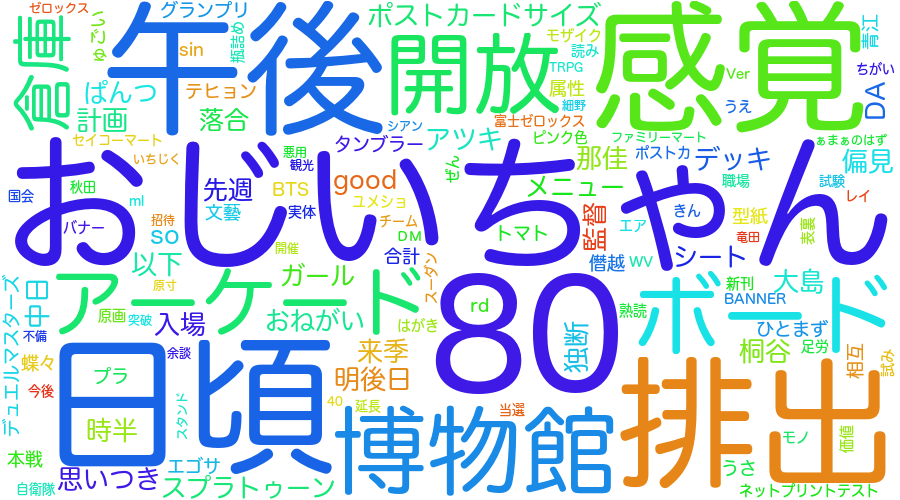 ゼロックス
グランプリ
ポストカードサイズ
感覚
倉庫
ゅごい
午後
sin
瓶詰め
開放
モザイク
読み
TRPG
青江
ちがい
Ver
DA
ぱんつ
テヒョン
属性
細野
うえ
計画
落合
富士ゼロックス
セイコーマート
シアン
アツキ
ピンク色
ファミリーマート
ぁまぁのはず
いちじく
悪用
観光
タンブラー
ぜん
那佳
ポストカ
デッキ
偏見
おじいちゃん
国会
秋田
ml
先週
文藝
BTS
実体
good
ユメショ
メニュー
職場
試験
レイ
バナー
招待
so
チーム
DM
トマト
監督
エア
きん
型紙
竜田
表裏
開催
合計
スーダン
僭越
WV
シート
以下
原寸
ガール
新刊
大島
BANNER
デュエルマスターズ
中日
アーケード
80
rd
ボード
原画
突破
入場
おねがい
はがき
熟読
ひとまず
不備
余談
来季
独断
桐谷
足労
相互
試み
蝶々
日頃
明後日
排出
今後
プラ
スタンド
40
延長
博物館
当選
時半
モノ
価値
本戦
思いつき
エゴサ
うさ
自衛隊
スプラトゥーン
ネットプリントテスト